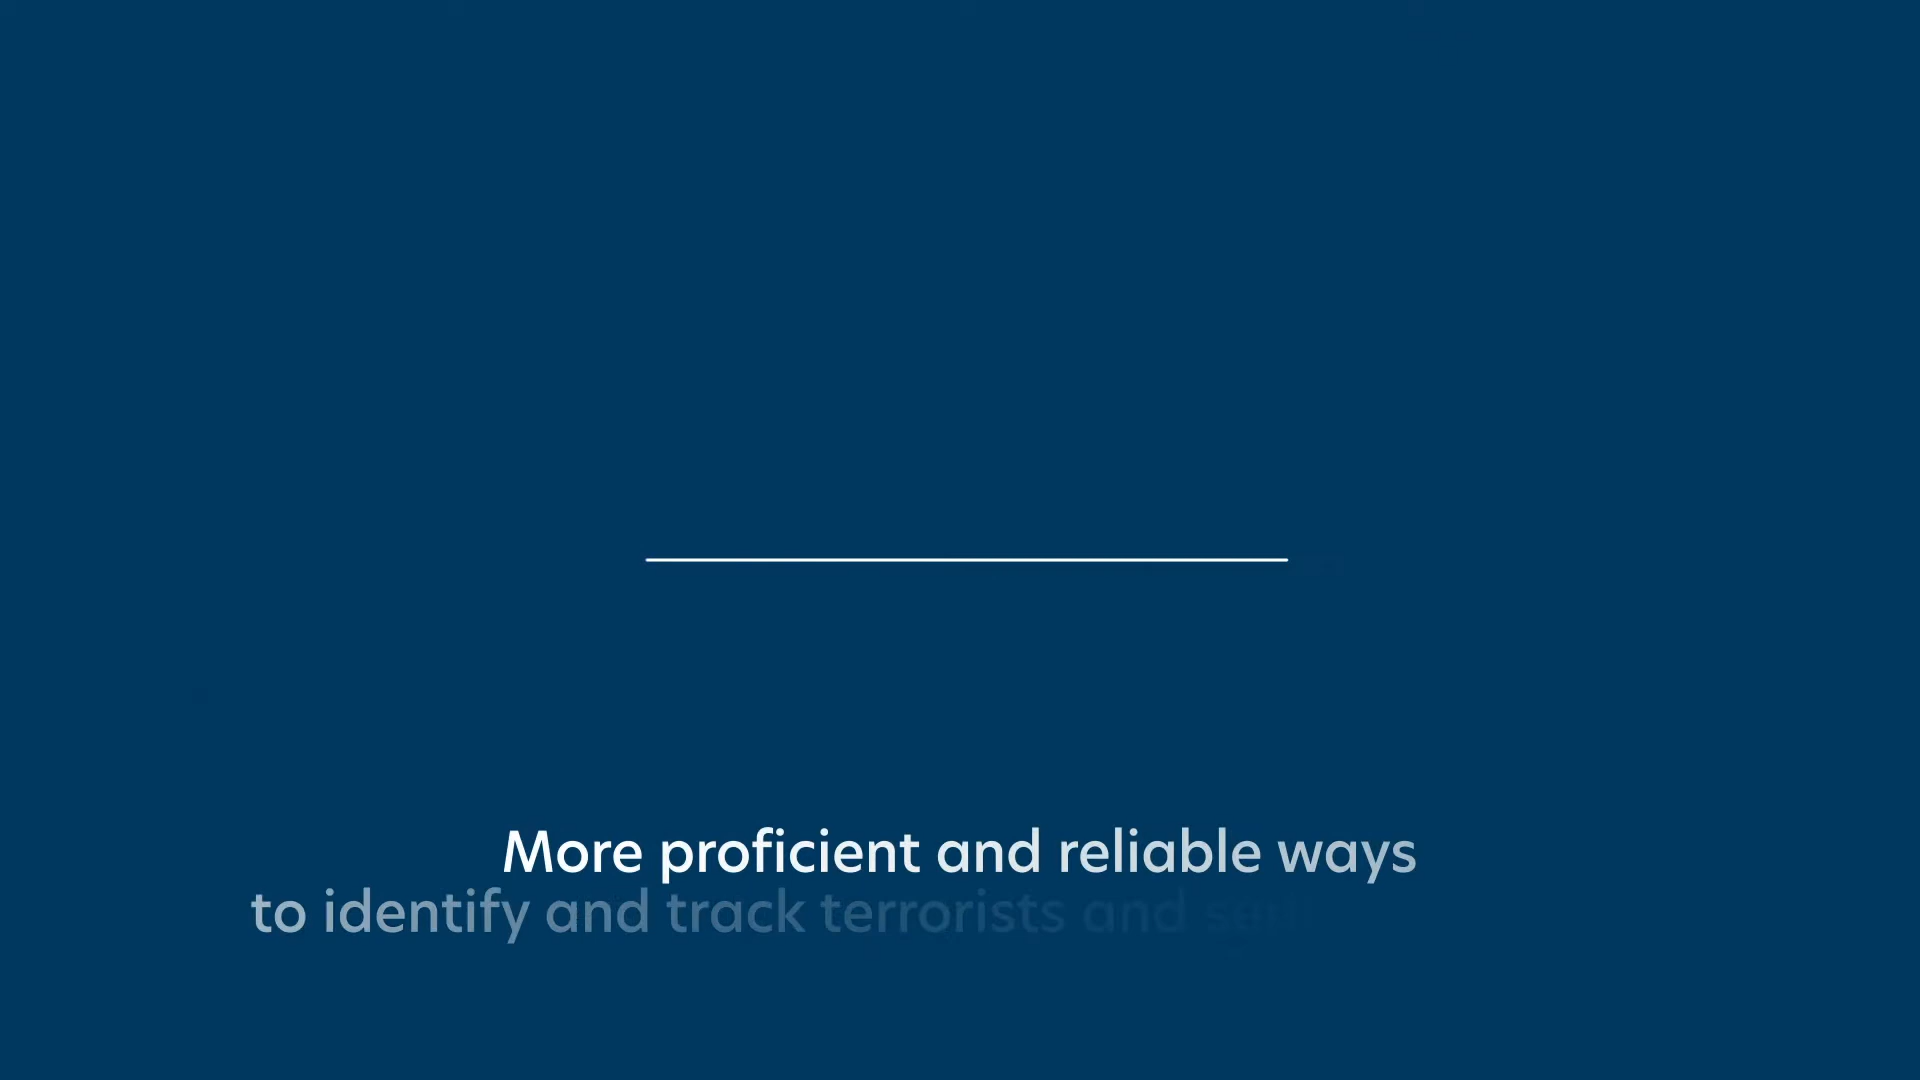 More proficient and reliable ways
to identify and track terrorists and